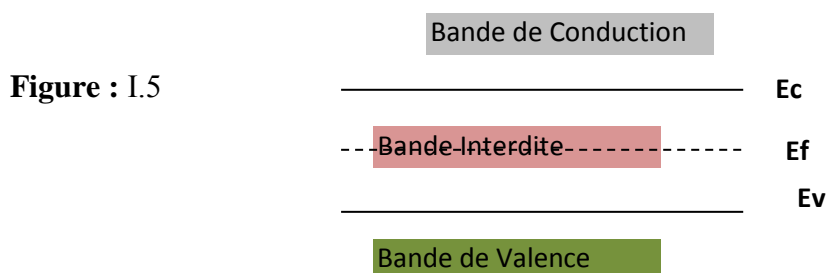 Bande de Conduction
Figure : I.5
Ec
Bande Interdite
Ef
Ev
Bande de Valence